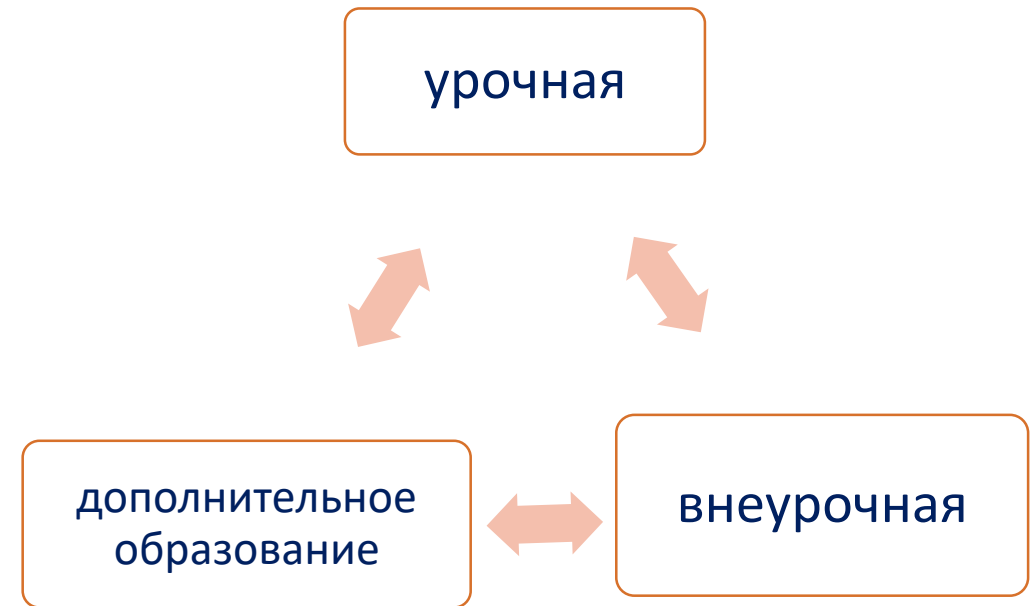 урочная
дополнительное
образование
внеурочная